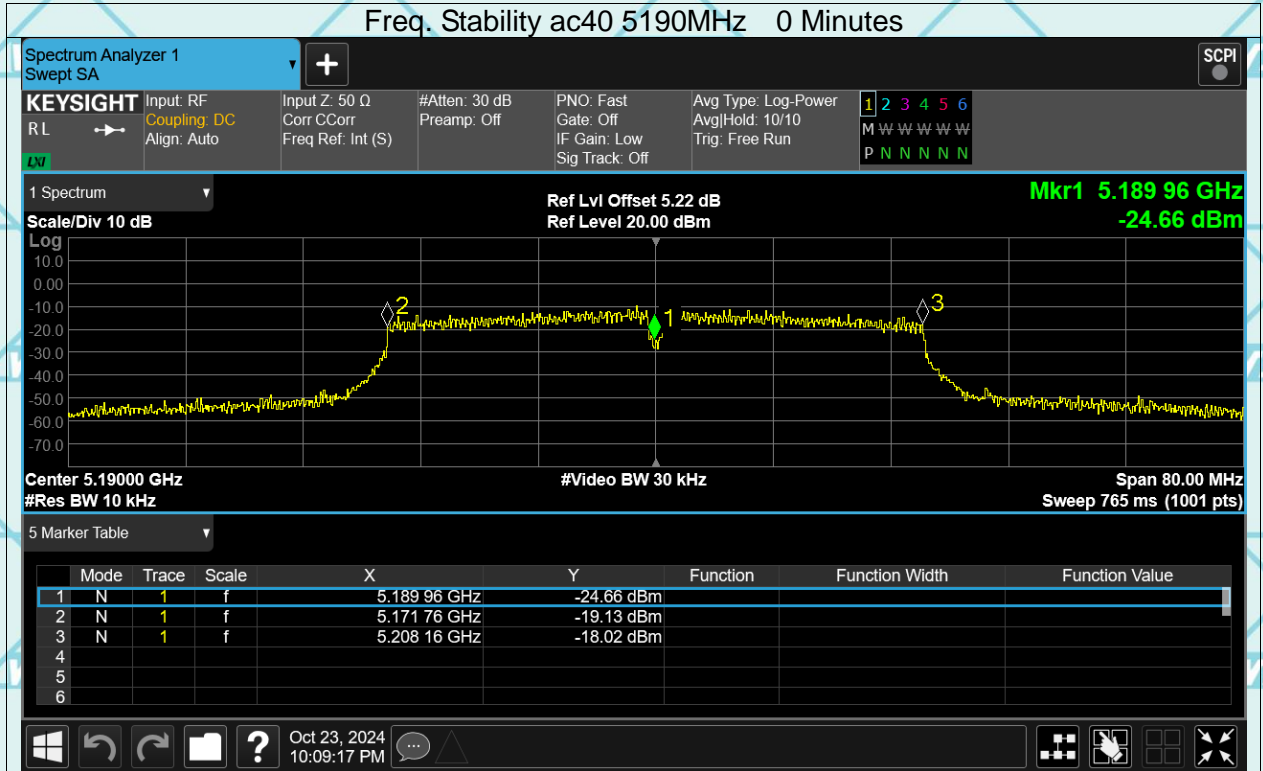 Freq. Stability ac40 5190MHz 0 Minutes
Spectrum Analyzer 1
Swept SA
SCPI
KEYSIGHT Input: RF Input Z: 50 Ω #Atten: 30 dB PNO: Fast Avg Type: Log-Power 1 2 3 4 5 6
RL Coupling: DC Corr CCorr Preamp: Off Gate: Off Avg|Hold: 10/10 M W W W W W
Align: Auto Freq Ref: Int (S) IF Gain: Low Trig: Free Run P N N N N N
LXI Sig Track: Off
1 Spectrum Ref Lvl Offset 5.22 dB Mkr1 5.189 96 GHz
Scale/Div 10 dB Ref Level 20.00 dBm -24.66 dBm
Log
10.0
0.00
-10.0
-20.0
-30.0
-40.0
-50.0
-60.0
-70.0
2
1
3
Center 5.19000 GHz #Video BW 30 kHz Span 80.00 MHz
#Res BW 10 kHz Sweep 765 ms (1001 pts)
5 Marker Table
Mode Trace Scale X Y Function Function Width Function Value
1 N 1 f 5.189 96 GHz -24.66 dBm
2 N 1 f 5.171 76 GHz -19.13 dBm
3 N 1 f 5.208 16 GHz -18.02 dBm
4
5
6
? Oct 23, 2024
10:09:17 PM